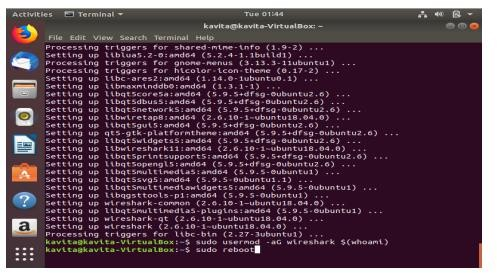 Activities Terminal Tue 01:44
kavita@kavita-VirtualBox: ~
File Edit View Search Terminal Help
Processing triggers for shared-mime-info (1.9-2) ...
Setting up liblua5.2-0:amd64 (5.2.4-1.1build1) ...
Processing triggers for gnome-menus (3.13.3-11ubuntu1) ...
Processing triggers for hicolor-icon-theme (0.17-2) ...
Setting up libc-ares2:amd64 (1.14.0-1ubuntu0.1) ...
Setting up libmaxminddb0:amd64 (1.3.1-1) ...
Setting up libqt5core5a:amd64 (5.9.5+dfsg-0ubuntu2.6) ...
Setting up libqt5dbus5:amd64 (5.9.5+dfsg-0ubuntu2.6) ...
Setting up libqt5network5:amd64 (5.9.5+dfsg-0ubuntu2.6) ...
Setting up libwiretap8:amd64 (2.6.10-1~ubuntu18.04.0) ...
Setting up libqt5gui5:amd64 (5.9.5+dfsg-0ubuntu2.6) ...
Setting up qt5-gtk-platformtheme:amd64 (5.9.5+dfsg-0ubuntu2.6) ...
Setting up libqt5widgets5:amd64 (5.9.5+dfsg-0ubuntu2.6) ...
Setting up libwireshark11:amd64 (2.6.10-1~ubuntu18.04.0) ...
Setting up libqt5printsupport5:amd64 (5.9.5+dfsg-0ubuntu2.6) ...
Setting up libqt5opengl5:amd64 (5.9.5+dfsg-0ubuntu2.6) ...
Setting up libqt5multimedia5:amd64 (5.9.5-0ubuntu1) ...
Setting up libqt5svg5:amd64 (5.9.5-0ubuntu1.1) ...
Setting up libqt5multimediawidgets5:amd64 (5.9.5-0ubuntu1) ...
Setting up libqgsttools-p1:amd64 (5.9.5-0ubuntu1) ...
Setting up wireshark-common (2.6.10-1~ubuntu18.04.0) ...
Setting up libqt5multimedia5-plugins:amd64 (5.9.5-0ubuntu1) ...
Setting up wireshark-qt (2.6.10-1~ubuntu18.04.0) ...
Setting up wireshark (2.6.10-1~ubuntu18.04.0) ...
Processing triggers for libc-bin (2.27-3ubuntu1) ...
kavita@kavita-VirtualBox:~$ sudo usermod -aG wireshark $(whoami)
kavita@kavita-VirtualBox:~$ sudo reboot